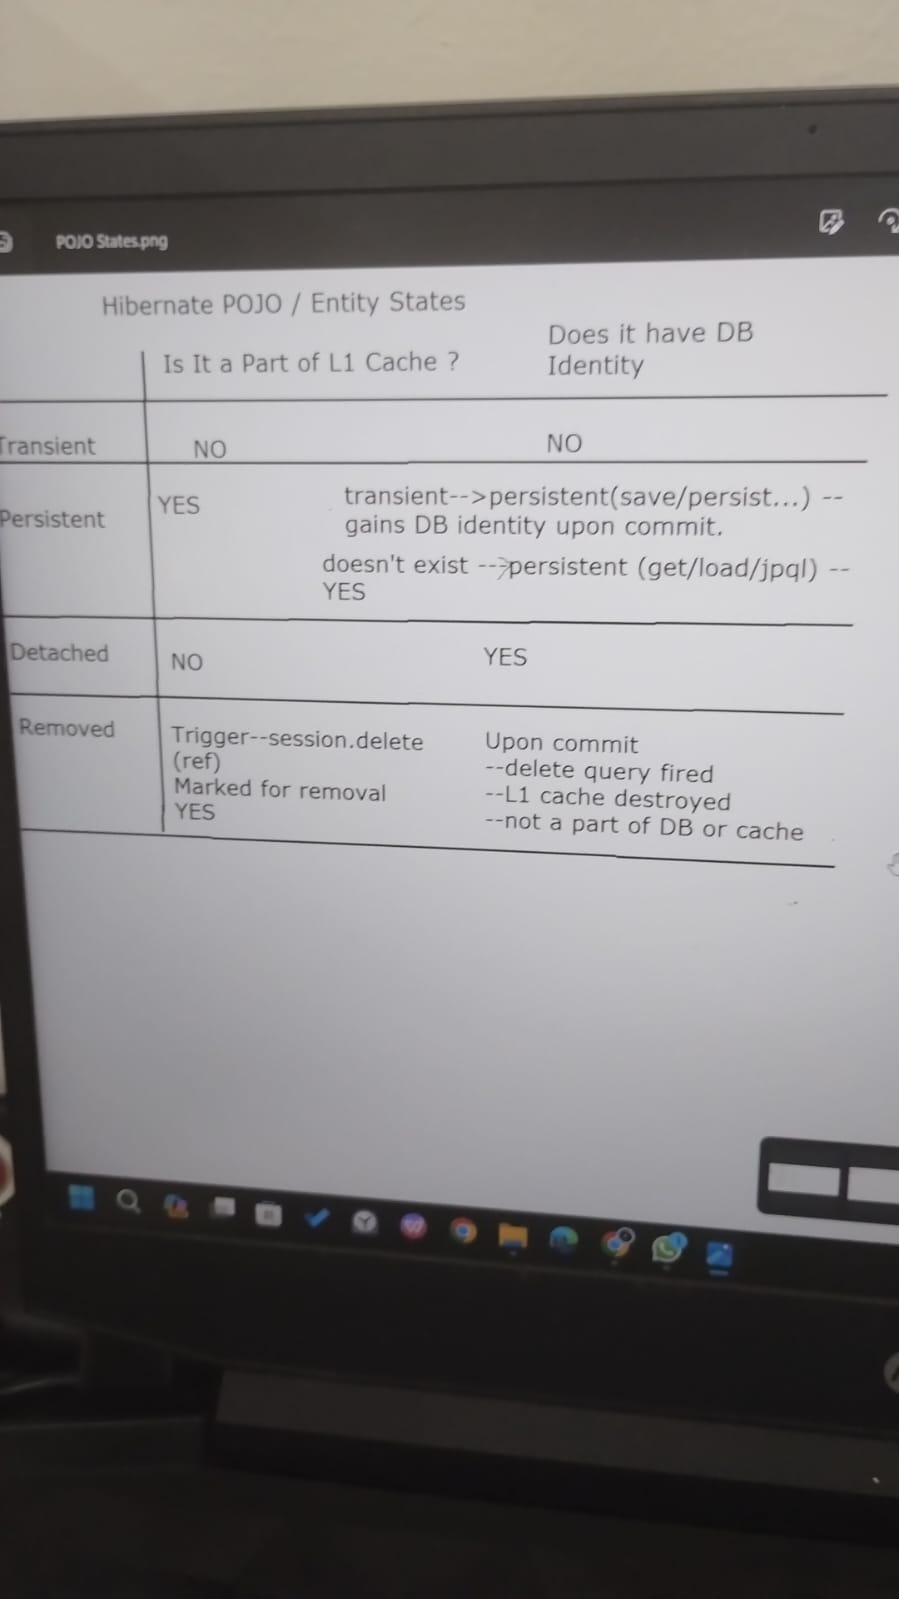 POJO States.png
Hibernate POJO / Entity States
Is It a Part of L1 Cache ?
Does it have DB
Identity
Transient
NO
NO
Persistent
YES
transient-->persistent(save/persist...) --
gains DB identity upon commit.
doesn't exist -->persistent (get/load/jpql) --
YES
Detached
NO
YES
Removed
Trigger--session.delete
(ref)
Marked for removal
YES
Upon commit
--delete query fired
--L1 cache destroyed
--not a part of DB or cache